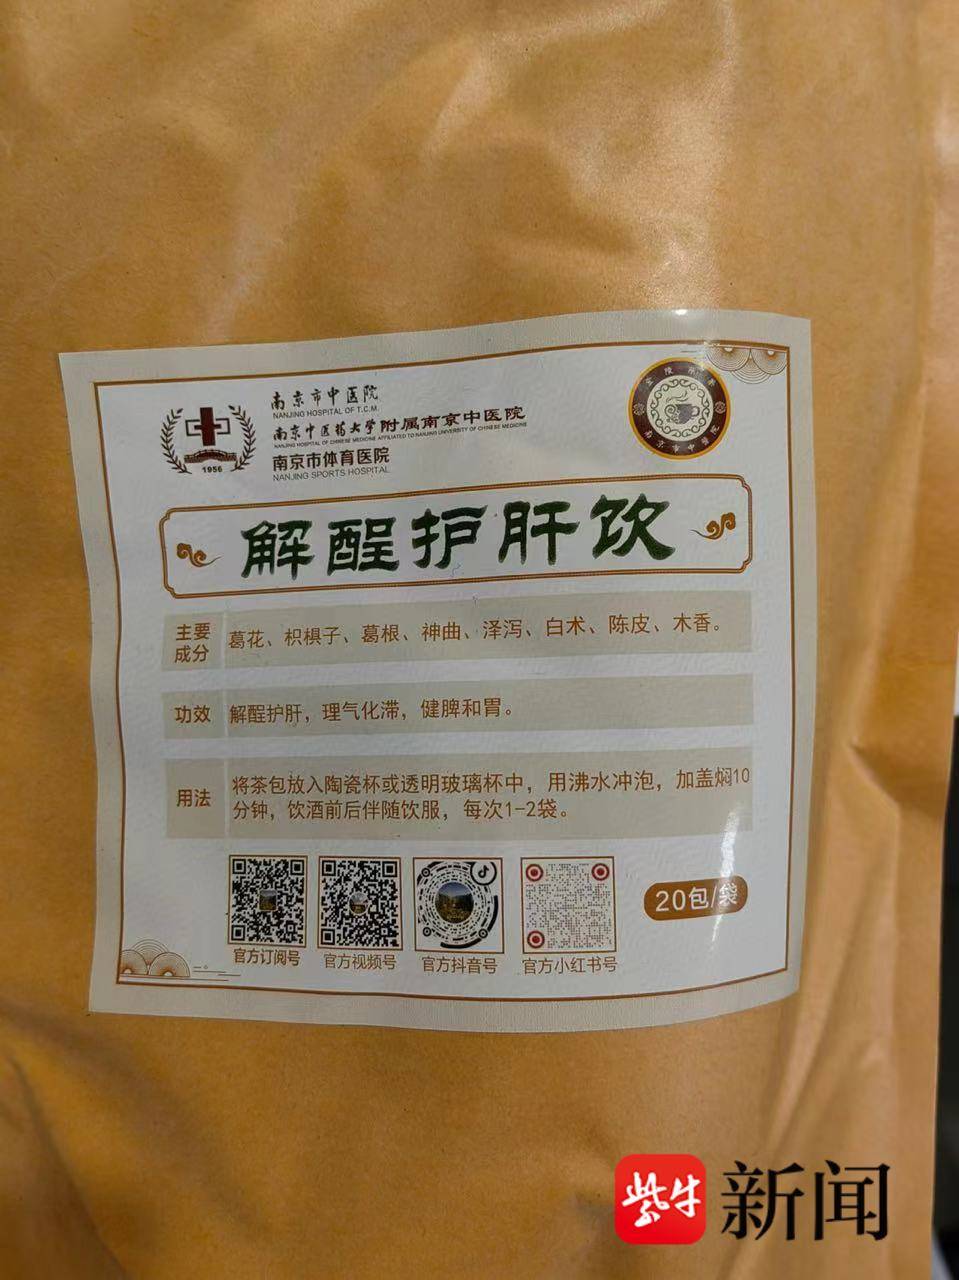 南京市中医院
NANJING HOSPITAL OF T.C.M.
南京中医药大学附属南京中医院
NANJING HOSPITAL OF CHINESE MEDICINE AFFILIATED TO NANJING UNIVERSITY OF CHINESE MEDICINE
南京市体育医院
NANJING SPORTS HOSPITAL
1956
南京市中医院
解酲护肝饮
主要成分
葛花、枳椇子、葛根、神曲、泽泻、白术、陈皮、木香。
功效
解酲护肝，理气化滞，健脾和胃。
用法
将茶包放入陶瓷杯或透明玻璃杯中，用沸水冲泡，加盖焖10
分钟，饮酒前后伴随饮服，每次1-2袋。
20包/袋
官方订阅号
官方视频号
官方抖音号
官方小红书号
紫牛新闻